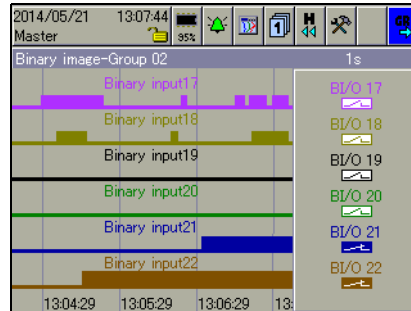 2014/05/21 13:07:44
Master
95%
1
H
Binary image-Group 02 1s
Binary input17 BI/O 17
Binary input18 BI/O 18
Binary input19 BI/O 19
Binary input20 BI/O 20
Binary input21 BI/O 21
Binary input22 BI/O 22
13:04:29 13:05:29 13:06:29 13: